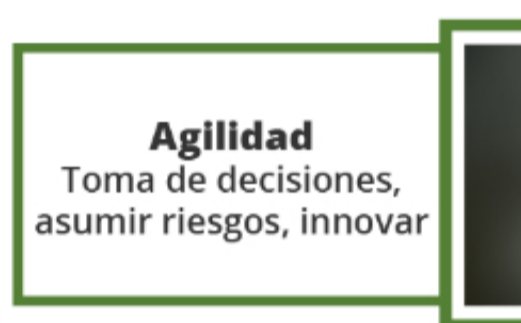 Agilidad
Toma de decisiones,
asumir riesgos, innovar